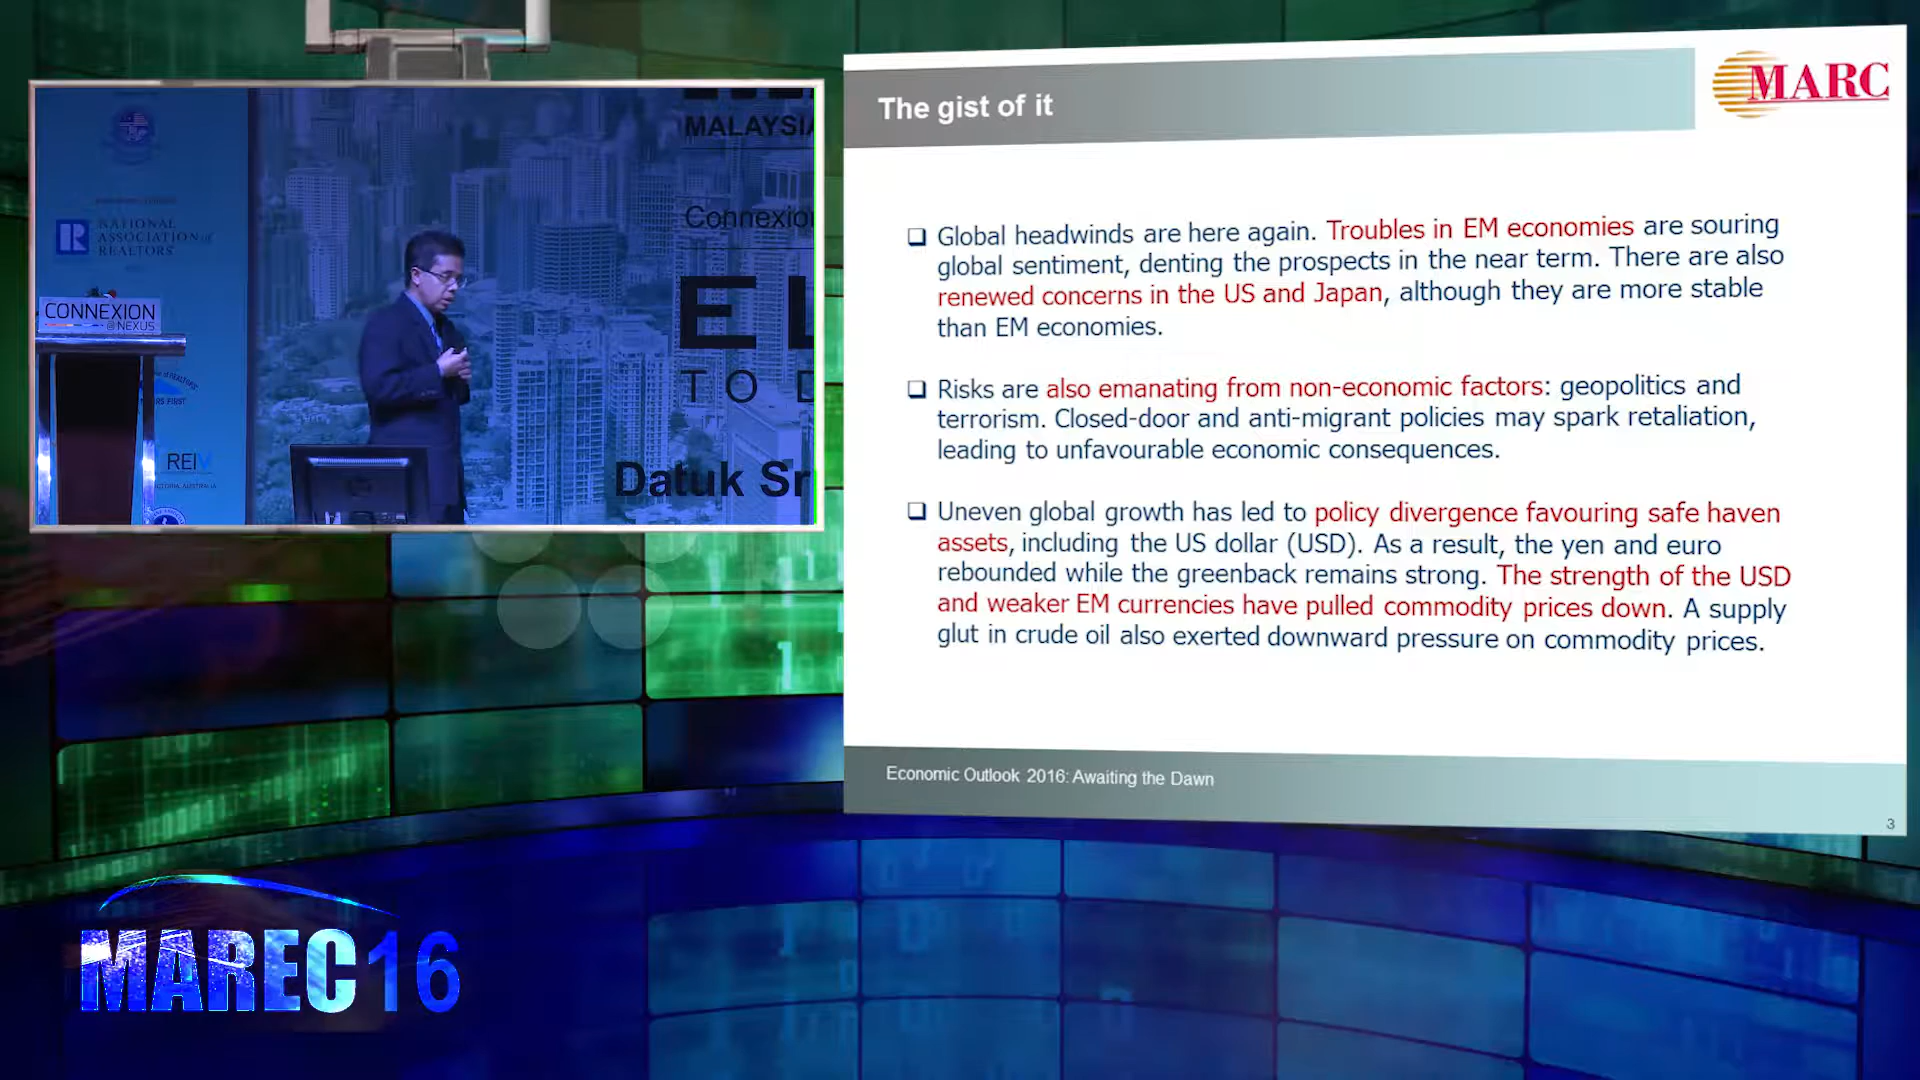 MALAYSIA
NATIONAL
ASSOCIATION of
REALTORS
Connexion
CONNEXION
@NEXUS
TO
REI
VICTORIA, AUSTRALIA
Datuk Sr
MARC
The gist of it
Global headwinds are here again. Troubles in EM economies are souring
global sentiment, denting the prospects in the near term. There are also
renewed concerns in the US and Japan, although they are more stable
than EM economies.
Risks are also emanating from non-economic factors: geopolitics and
terrorism. Closed-door and anti-migrant policies may spark retaliation,
leading to unfavourable economic consequences.
Uneven global growth has led to policy divergence favouring safe haven
assets, including the US dollar (USD). As a result, the yen and euro
rebounded while the greenback remains strong. The strength of the USD
and weaker EM currencies have pulled commodity prices down. A supply
glut in crude oil also exerted downward pressure on commodity prices.
Economic Outlook 2016: Awaiting the Dawn
3
MAREC16